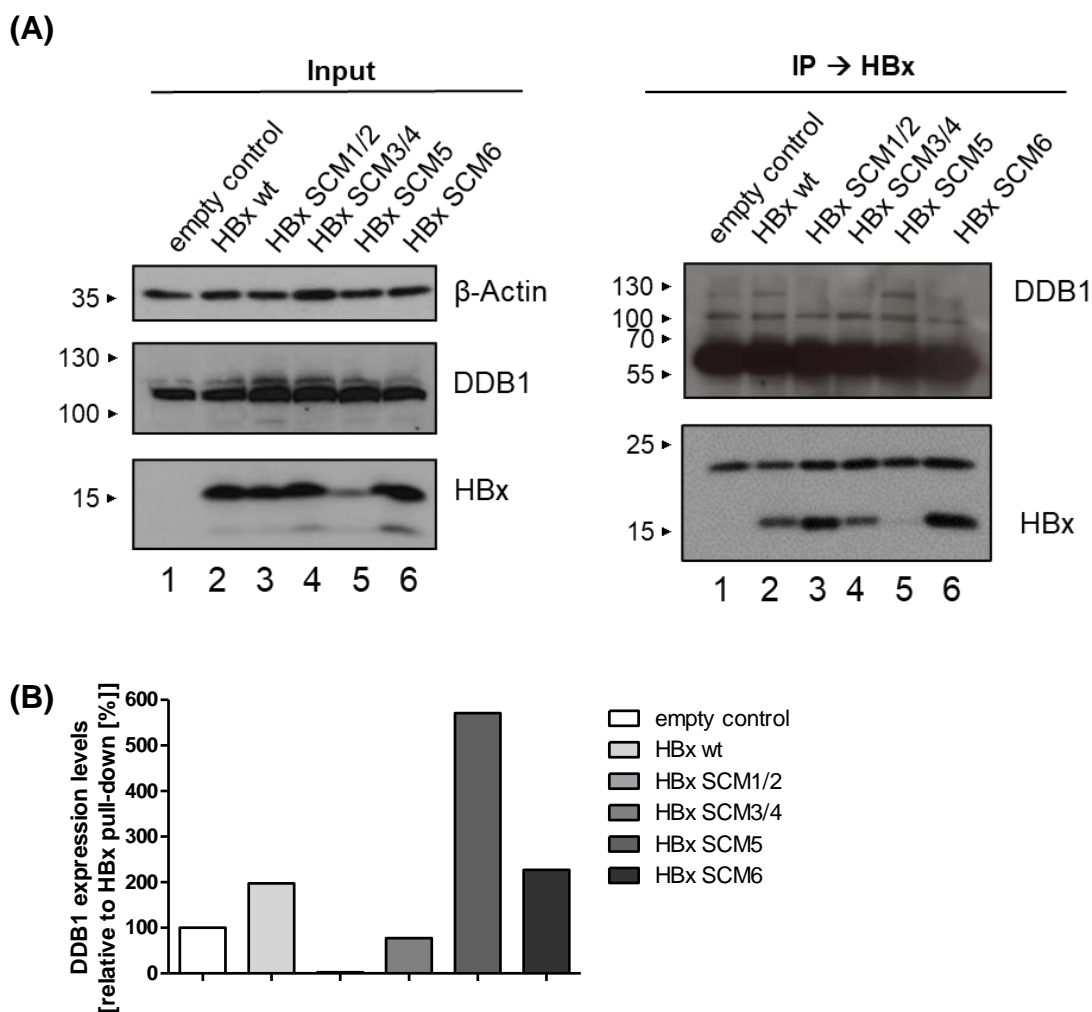 (A)
Input
empty control
HBx wt
HBx SCM1/2
HBx SCM3/4
HBx SCM5
HBx SCM6
35
β-Actin
130
100
DDB1
15
HBx
1 2 3 4 5 6
IP → HBx
empty control
HBx wt
HBx SCM1/2
HBx SCM3/4
HBx SCM5
HBx SCM6
130
100
70
55
DDB1
25
15
HBx
1 2 3 4 5 6
(B)
DDB1 expression levels
[relative to HBx pull-down [%]]
600
500
400
300
200
100
0
empty control
HBx wt
HBx SCM1/2
HBx SCM3/4
HBx SCM5
HBx SCM6